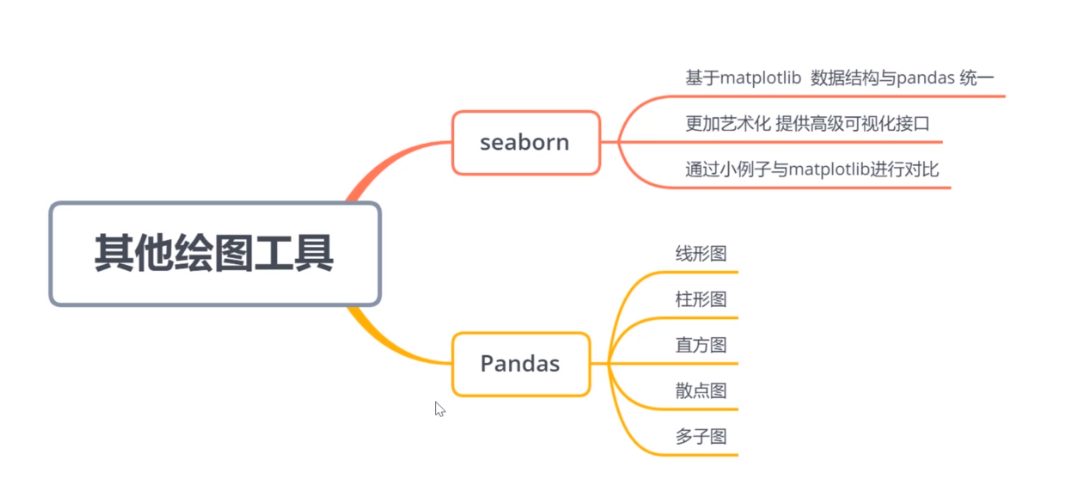 其他绘图工具
seaborn
基于matplotlib 数据结构与pandas 统一
更加艺术化 提供高级可视化接口
通过小例子与matplotlib进行对比
Pandas
线形图
柱形图
直方图
散点图
多子图